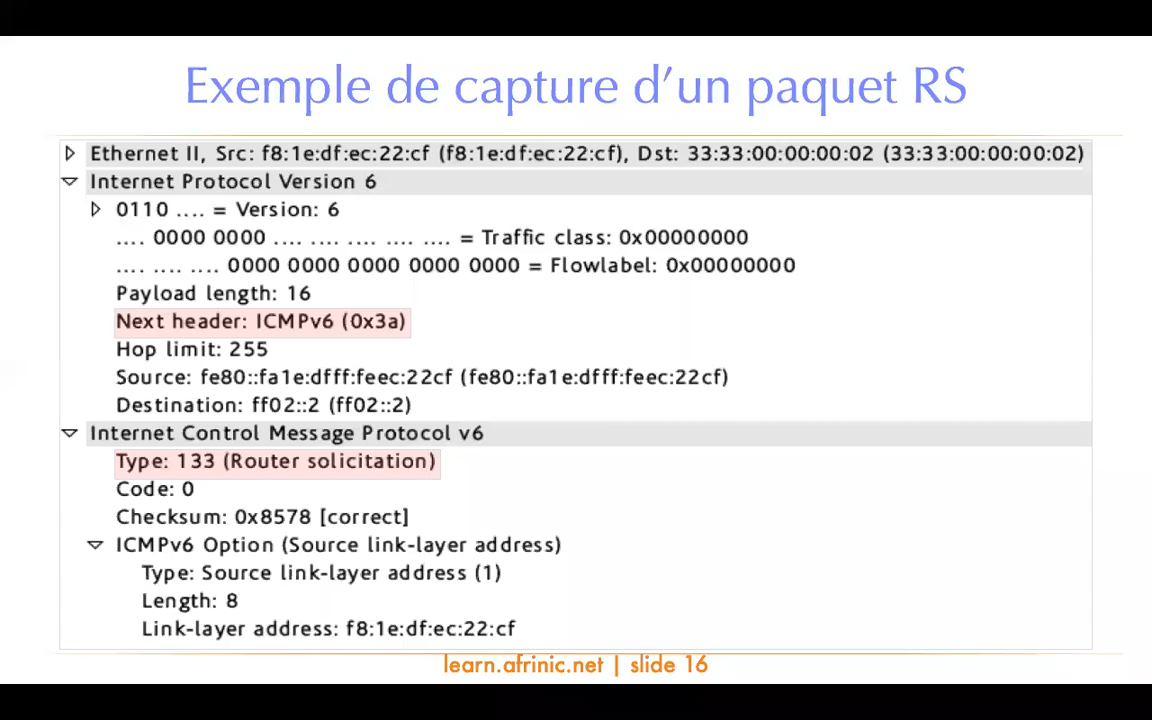 Exemple de capture d'un paquet RS
Ethernet II, Src: f8:1e:df:ec:22:cf (f8:1e:df:ec:22:cf), Dst: 33:33:00:00:00:02 (33:33:00:00:00:02)
Internet Protocol Version 6
0110 .... = Version: 6
.... 0000 0000 .... .... .... .... .... = Traffic class: 0x00000000
.... .... .... 0000 0000 0000 0000 0000 = Flowlabel: 0x00000000
Payload length: 16
Next header: ICMPv6 (0x3a)
Hop limit: 255
Source: fe80::fa1e:dfff:feec:22cf (fe80::fa1e:dfff:feec:22cf)
Destination: ff02::2 (ff02::2)
Internet Control Message Protocol v6
Type: 133 (Router solicitation)
Code: 0
Checksum: 0x8578 [correct]
ICMPv6 Option (Source link-layer address)
Type: Source link-layer address (1)
Length: 8
Link-layer address: f8:1e:df:ec:22:cf
learn.afrinic.net | slide 16